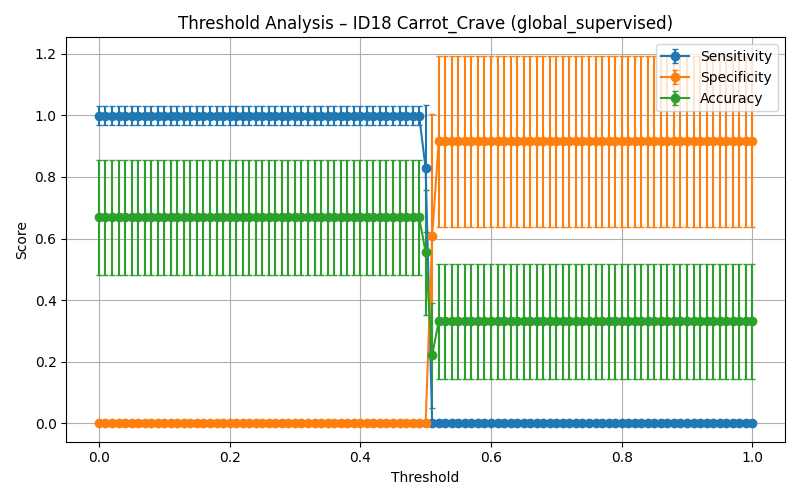 Threshold Analysis – ID18 Carrot_Crave (global_supervised)
Sensitivity
Specificity
Accuracy
Score
1.2
1.0
0.8
0.6
0.4
0.2
0.0
0.0 0.2 0.4 0.6 0.8 1.0
Threshold